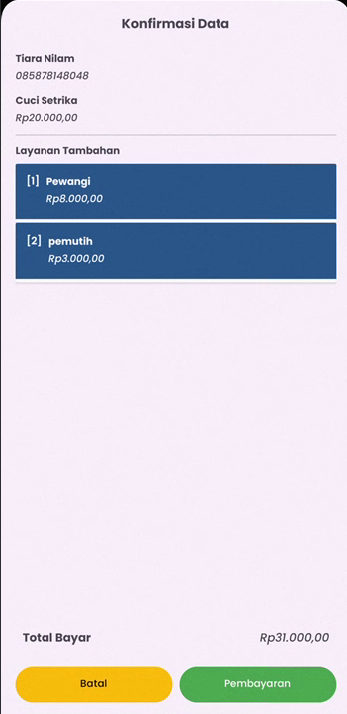 Konfirmasi Data
Tiara Nilam
085878148048
Cuci Setrika
Rp20.000,00
Layanan Tambahan
[1] Pewangi
Rp8.000,00
[2] pemutih
Rp3.000,00
Total Bayar Rp31.000,00
Batal Pembayaran